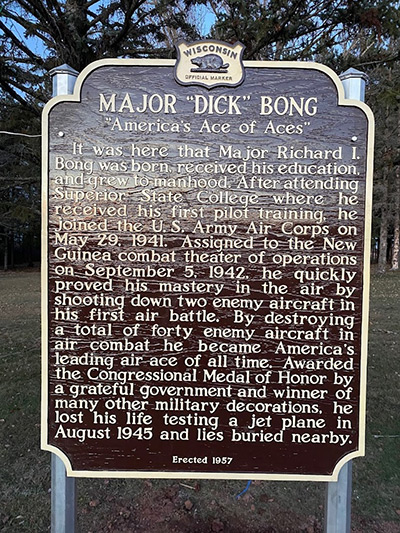 WISCONSIN
OFFICIAL MARKER
MAJOR "DICK" BONG
"America's Ace of Aces"
It was here that Major Richard I.
Bong was born, received his education,
and grew to manhood. After attending
Superior State College where he
received his first pilot training, he
joined the U.S. Army Air Corps on
May 29, 1941. Assigned to the New
Guinea combat theater of operations
on September 5, 1942, he quickly
proved his mastery in the air by
shooting down two enemy aircraft in
his first air battle. By destroying
a total of forty enemy aircraft in
air combat he became America's
leading air ace of all time. Awarded
the Congressional Medal of Honor by
a grateful government and winner of
many other military decorations, he
lost his life testing a jet plane in
August 1945 and lies buried nearby.
Erected 1957